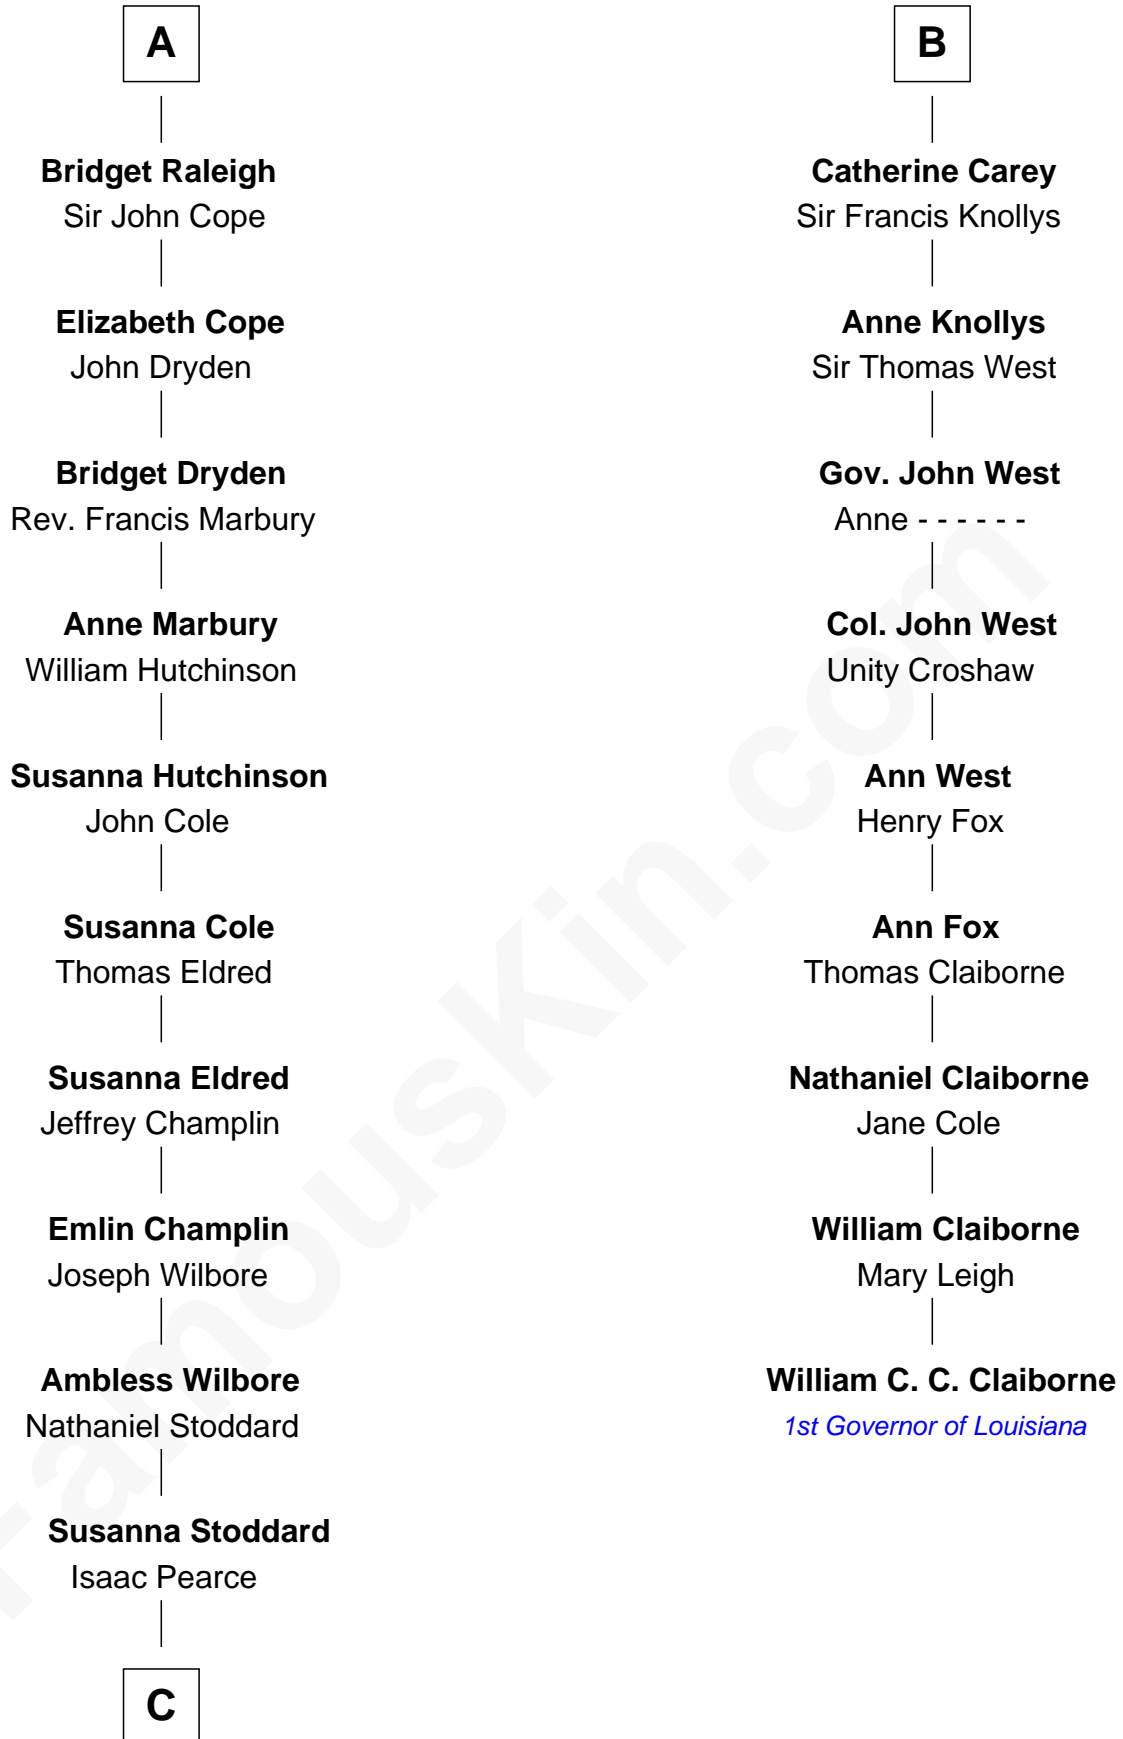 A
Bridget Raleigh
Sir John Cope
Elizabeth Cope
John Dryden
Bridget Dryden
Rev. Francis Marbury
Anne Marbury
William Hutchinson
Susanna Hutchinson
John Cole
Susanna Cole
Thomas Eldred
Susanna Eldred
Jeffrey Champlin
Emlin Champlin
Joseph Wilbore
Ambless Wilbore
Nathaniel Stoddard
Susanna Stoddard
Isaac Pearce
C
B
Catherine Carey
Sir Francis Knollys
Anne Knollys
Sir Thomas West
Gov. John West
Anne - - - - - -
Col. John West
Unity Croshaw
Ann West
Henry Fox
Ann Fox
Thomas Claiborne
Nathaniel Claiborne
Jane Cole
William Claiborne
Mary Leigh
William C. C. Claiborne
1st Governor of Louisiana
FamousKin.com